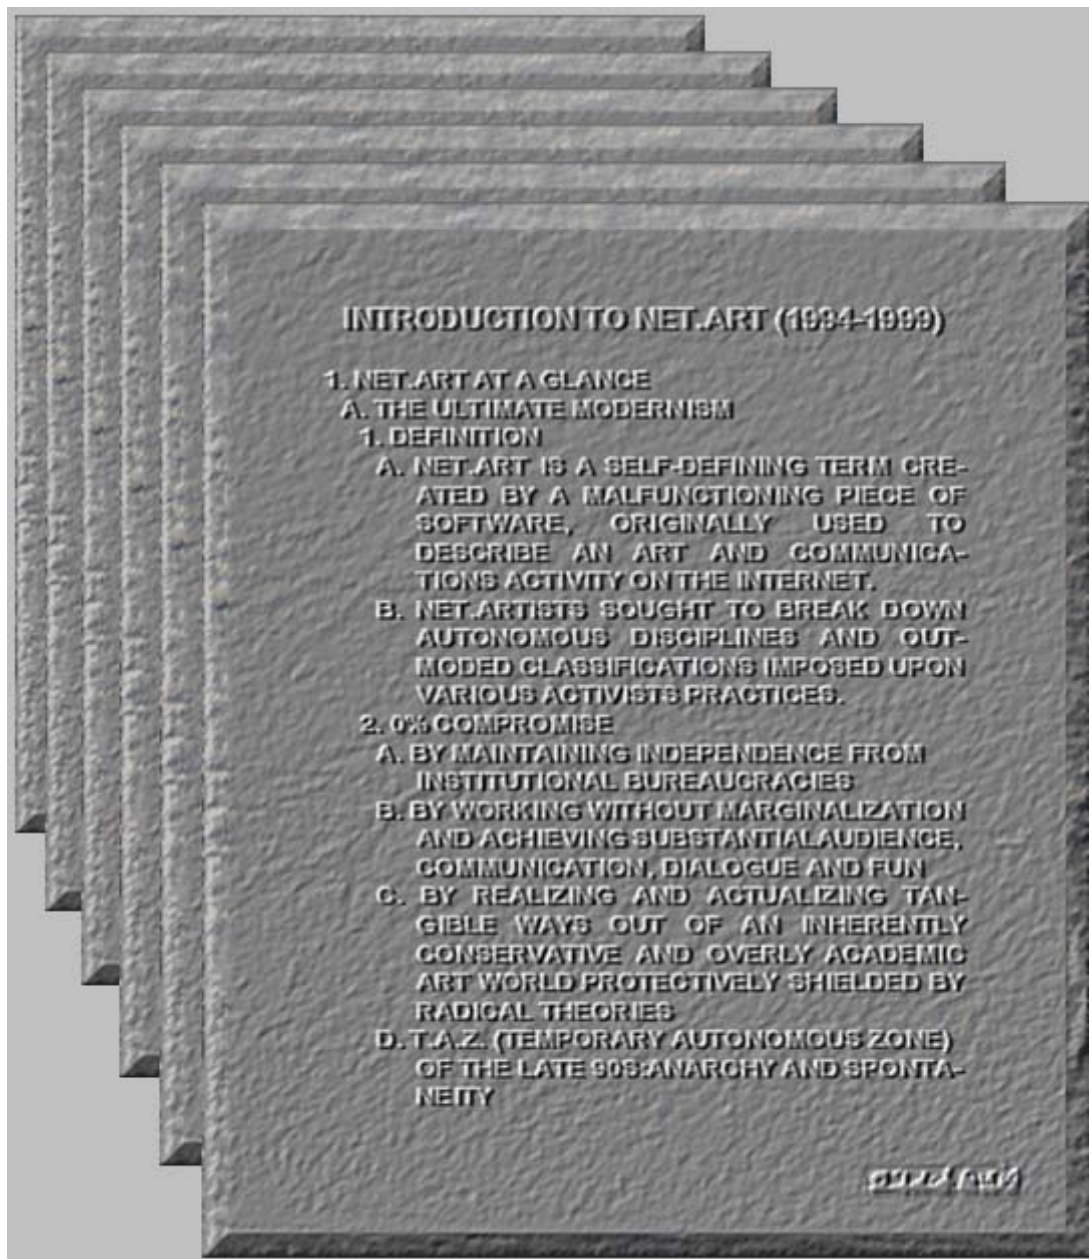 INTRODUCTION TO NET.ART (1994-1999)
1. NET.ART AT A GLANCE
A. THE ULTIMATE MODERNISM
1. DEFINITION
A. NET.ART IS A SELF-DEFINING TERM CRE-
ATED BY A MALFUNCTIONING PIECE OF
SOFTWARE, ORIGINALLY USED TO
DESCRIBE AN ART AND COMMUNICA-
TIONS ACTIVITY ON THE INTERNET.
B. NET.ARTISTS SOUGHT TO BREAK DOWN
AUTONOMOUS DISCIPLINES AND OUT-
MODED CLASSIFICATIONS IMPOSED UPON
VARIOUS ACTIVISTS PRACTICES.
2. 0% COMPROMISE
A. BY MAINTAINING INDEPENDENCE FROM
INSTITUTIONAL BUREAUCRACIES
B. BY WORKING WITHOUT MARGINALIZATION
AND ACHIEVING SUBSTANTIALAUDIENCE,
COMMUNICATION, DIALOGUE AND FUN
C. BY REALIZING AND ACTUALIZING TAN-
GIBLE WAYS OUT OF AN INHERENTLY
CONSERVATIVE AND OVERLY ACADEMIC
ART WORLD PROTECTIVELY SHIELDED BY
RADICAL THEORIES
D. T.A.Z. (TEMPORARY AUTONOMOUS ZONE)
OF THE LATE 90S:ANARCHY AND SPONTA-
NEITY